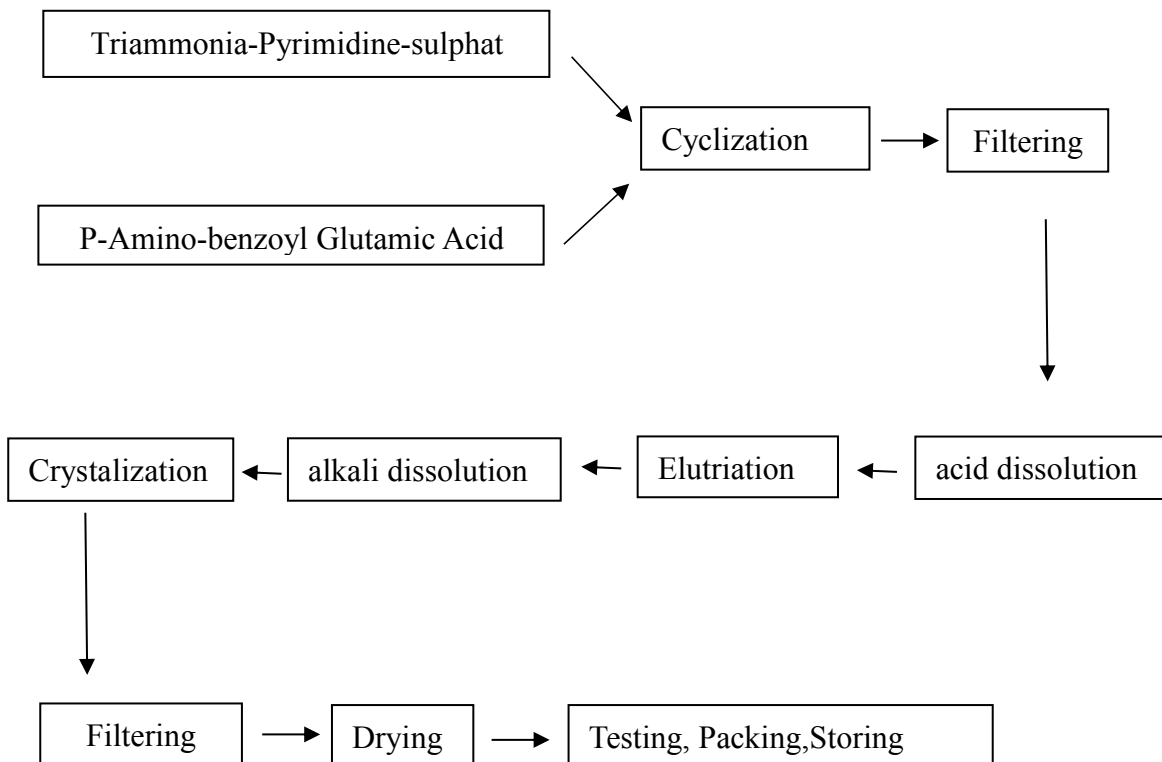 Triammonia-Pyrimidine-sulphat
Cyclization
Filtering
P-Amino-benzoyl Glutamic Acid
Crystalization
alkali dissolution
Elutriation
acid dissolution
Filtering
Drying
Testing, Packing,Storing